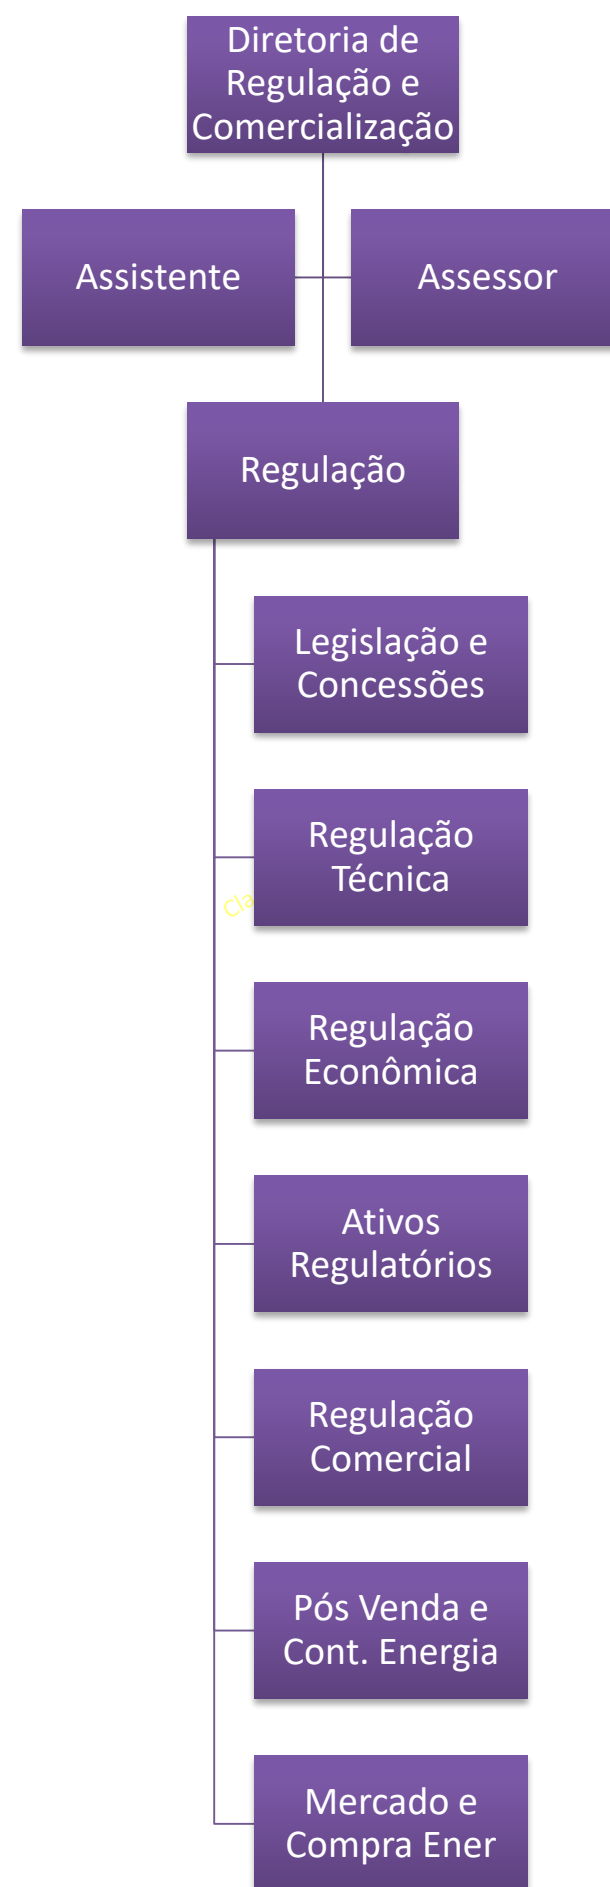 Diretoria de
Regulação e
Comercialização
Assistente
Assessor
Regulação
Legislação e
Concessões
Regulação
Técnica
Cla
Regulação
Econômica
Ativos
Regulatórios
Regulação
Comercial
Pós Venda e
Cont. Energia
Mercado e
Compra Ener